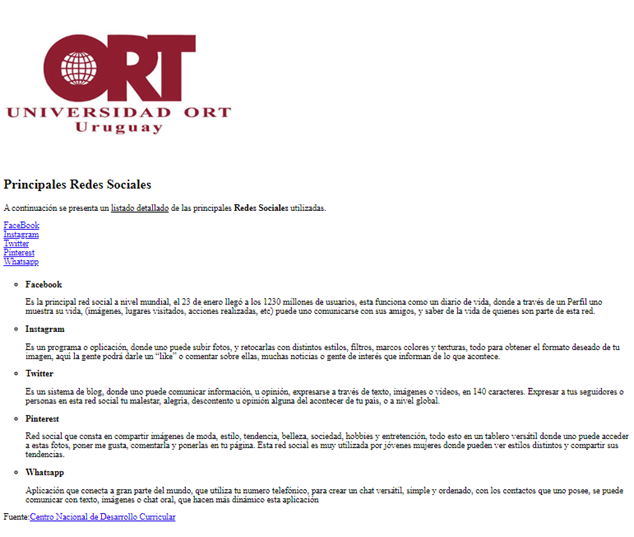 ORT
UNIVERSIDAD ORT
Uruguay
Principales Redes Sociales
A continuación se presenta un listado detallado de las principales Redes Sociales utilizadas.
FaceBook
Instagram
Twitter
Pinterest
Whatsapp
Facebook
Es la principal red social a nivel mundial, el 23 de enero llegó a los 1230 millones de usuarios, esta funciona como un diario de vida, donde a través de un Perfil uno
muestra su vida, (imágenes, lugares visitados, acciones realizadas, etc) puede uno comunicarse con sus amigos, y saber de la vida de quienes son parte de esta red.
Instagram
Es un programa o oplicación, donde uno puede subir fotos, y retocarlas con distintos estilos, filtros, marcos colores y texturas, todo para obtener el formato deseado de tu
imagen, aquí la gente podrá darle un “like” o comentar sobre ellas, muchas noticias o gente de interés que informan de lo que acontece.
Twitter
Es un sistema de blog, donde uno puede comunicar información, u opinión, expresarse a través de texto, imágenes o videos, en 140 caracteres. Expresar a tus seguidores o
personas en esta red social tu malestar, alegria, descontento u opinión alguna del acontecer de tu país, o a nivel global.
Pinterest
Red social que consta en compartir imágenes de moda, estilo, tendencia, belleza, sociedad, hobbies y entretención, todo esto en un tablero versátil donde uno puede acceder
a estas fotos, poner me gusta, comentarla y ponerlas en tu página. Esta red social es muy utilizada por jóvenes mujeres donde pueden ver estilos distintos y compartir sus
tendencias.
Whatsapp
Aplicación que conecta a gran parte del mundo, que utiliza tu numero telefónico, para crear un chat versátil, simple y ordenado, con los contactos que uno posee, se puede
comunicar con texto, imágenes o chat oral, que hacen más dinámico esta aplicación
Fuente:Centro Nacional de Desarrollo Curricular